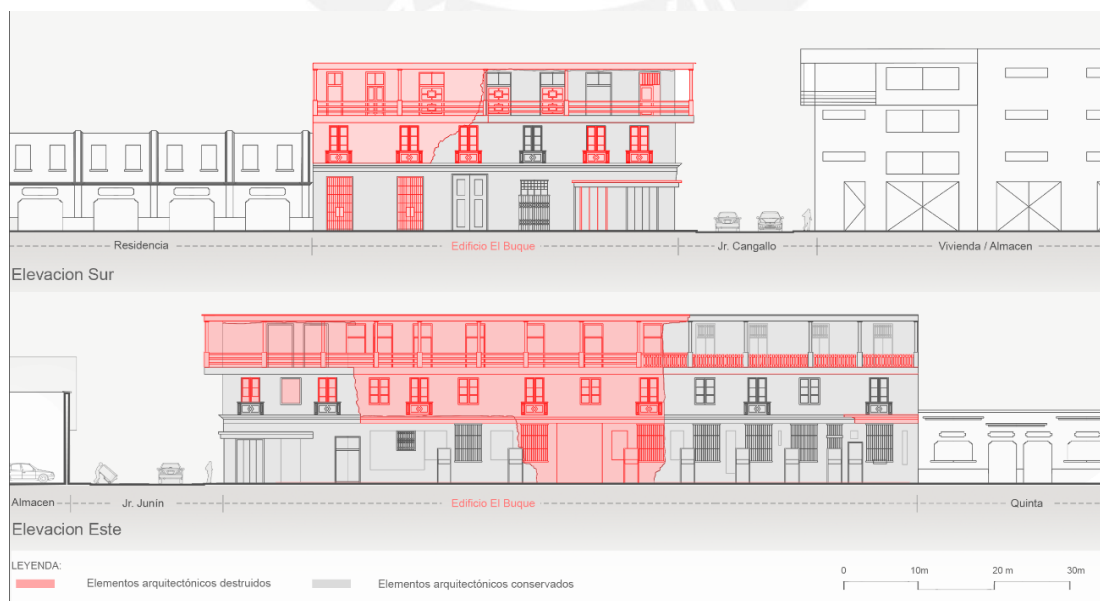 Residencia
Edificio El Buque
Jr. Cangallo
Vivienda / Almacen
Elevacion Sur
Almacen
Jr. Junín
Edificio El Buque
Quinta
Elevacion Este
LEYENDA:
Elementos arquitectónicos destruidos
Elementos arquitectónicos conservados
0 10m 20 m 30m